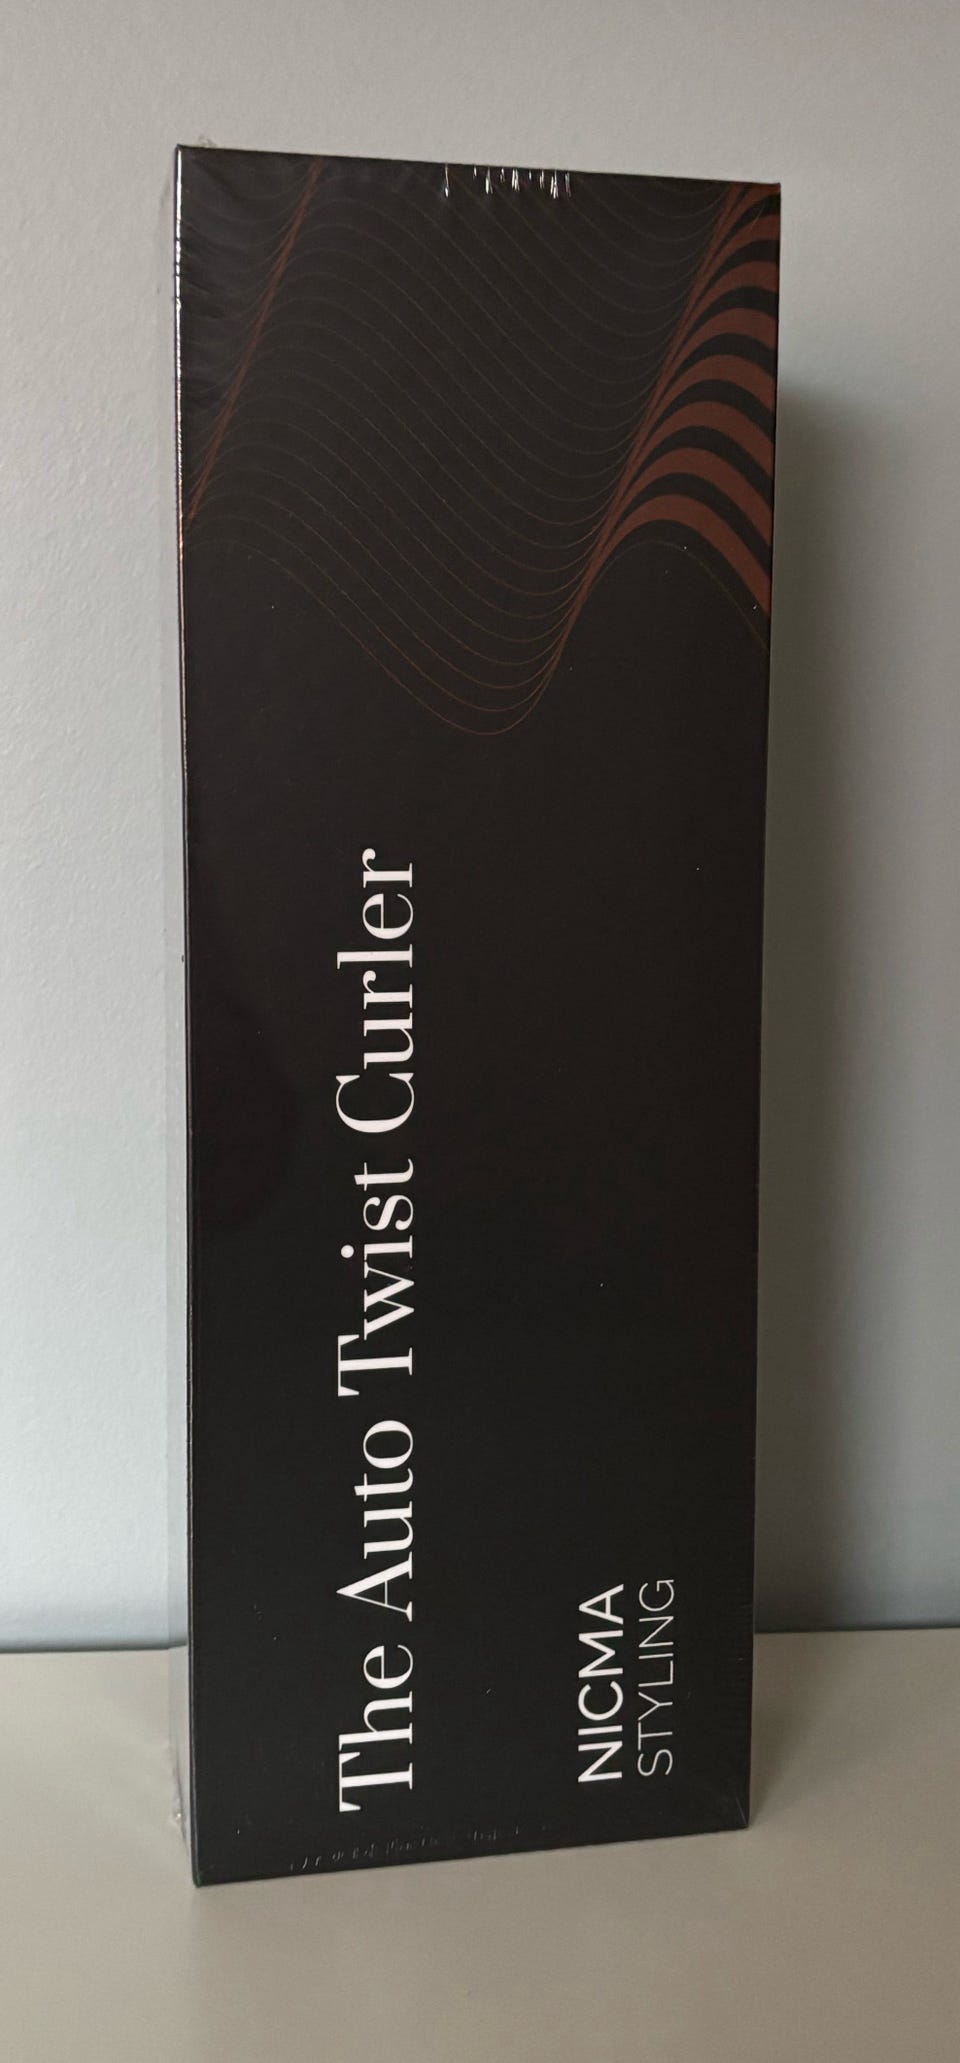 The Auto Twist Curler
NICMA
STYLING